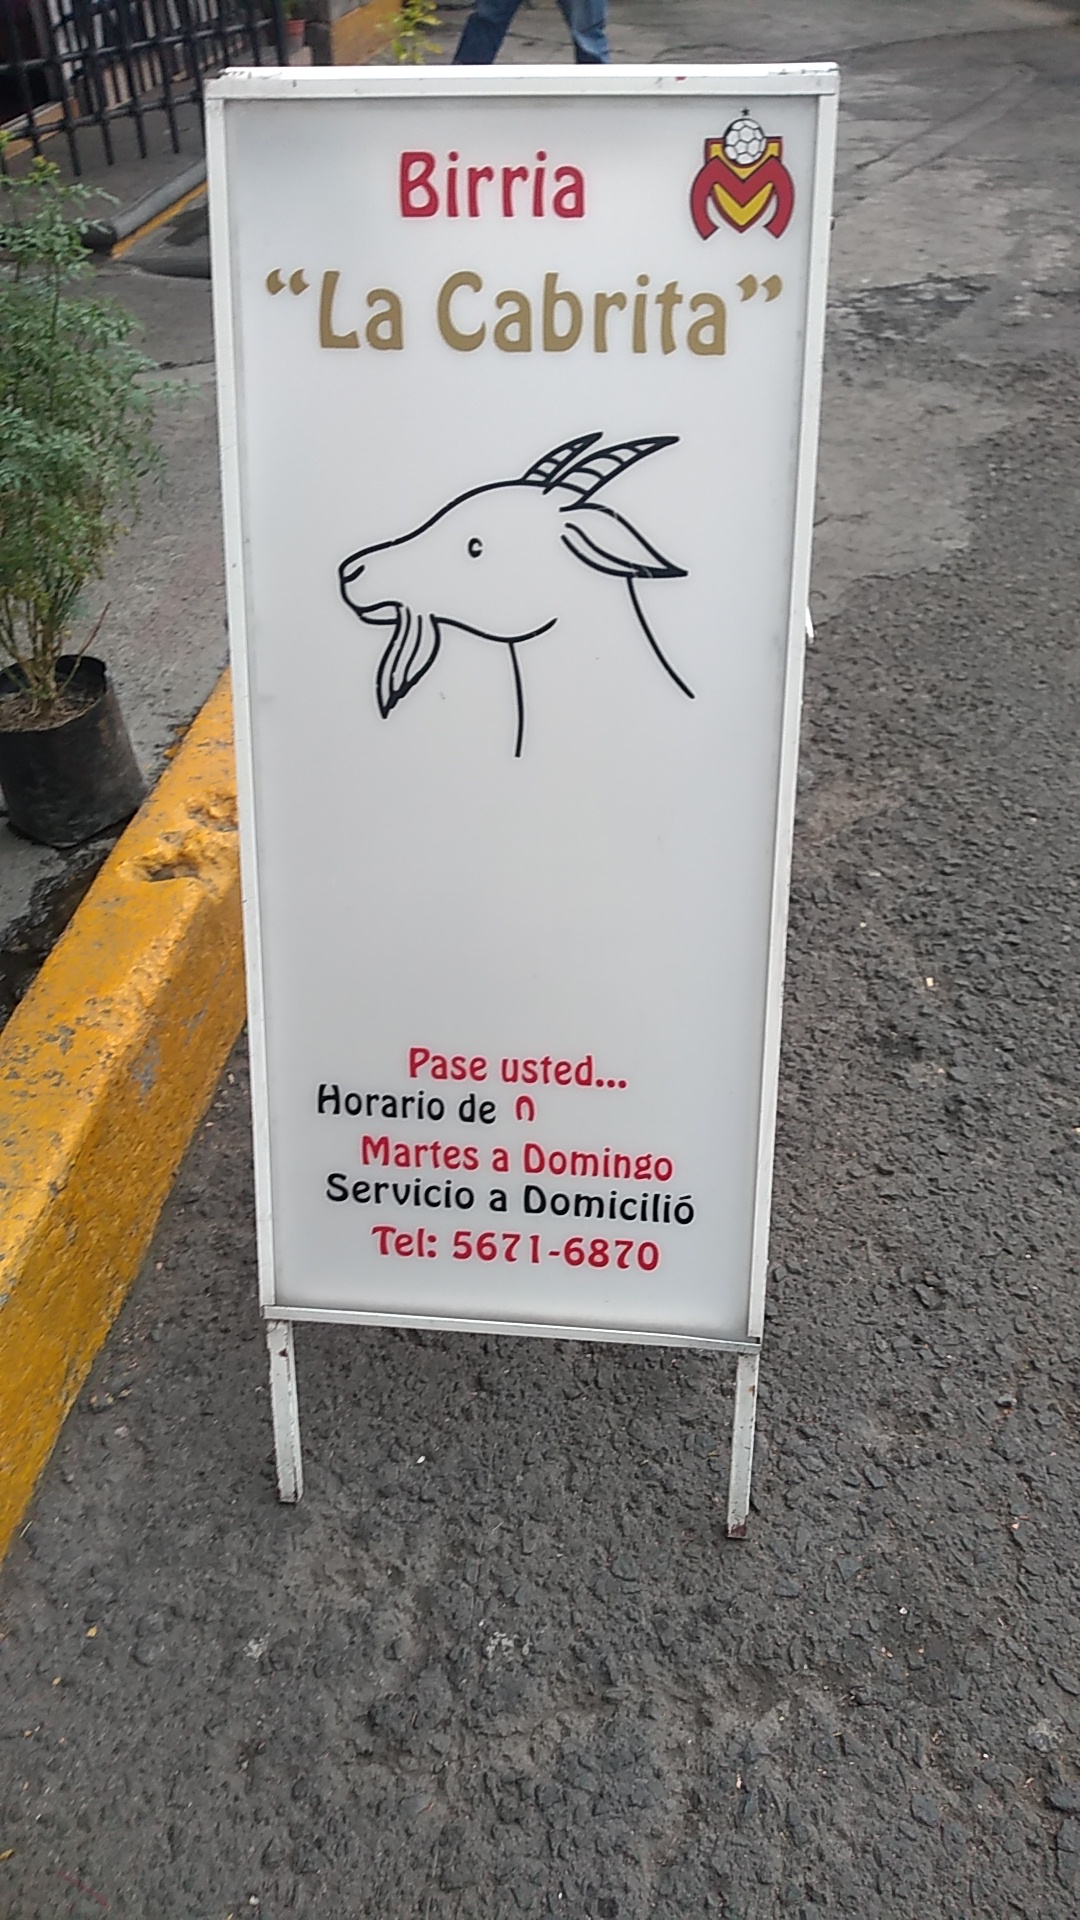 Birria
“La Cabrita”
Pase usted...
Horario de n
Martes a Domingo
Servicio a Domicilió
Tel: 5671-6870